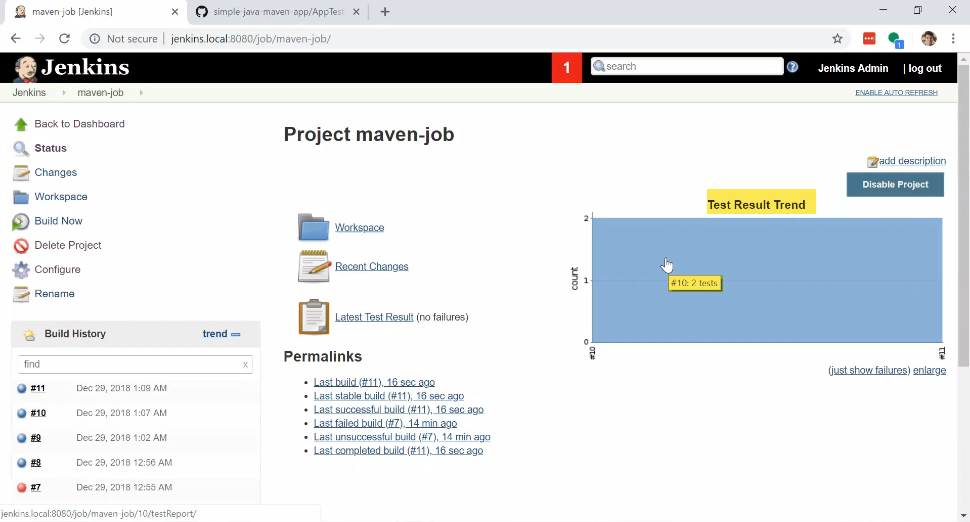 maven-job [Jenkins]
simple-java-maven-app/AppTest
Not secure
jenkins.local:8080/job/maven-job/
1
Jenkins
1
search
Jenkins Admin
| log out
Jenkins
maven-job
ENABLE AUTO REFRESH
Back to Dashboard
Status
Changes
Workspace
Build Now
Delete Project
Configure
Rename
Build History
trend
find
x
#11 Dec 29, 2018 1:09 AM
#10 Dec 29, 2018 1:07 AM
#9 Dec 29, 2018 1:02 AM
#8 Dec 29, 2018 12:56 AM
#7 Dec 29, 2018 12:55 AM
Project maven-job
add description
Disable Project
Workspace
Recent Changes
Latest Test Result (no failures)
Permalinks
Last build (#11), 16 sec ago
Last stable build (#11), 16 sec ago
Last successful build (#11), 16 sec ago
Last failed build (#7), 14 min ago
Last unsuccessful build (#7), 14 min ago
Last completed build (#11), 16 sec ago
Test Result Trend
2
1
0
count
#10: 2 tests
#10
#11
(just show failures) enlarge
jenkins.local:8080/job/maven-job/10/testReport/